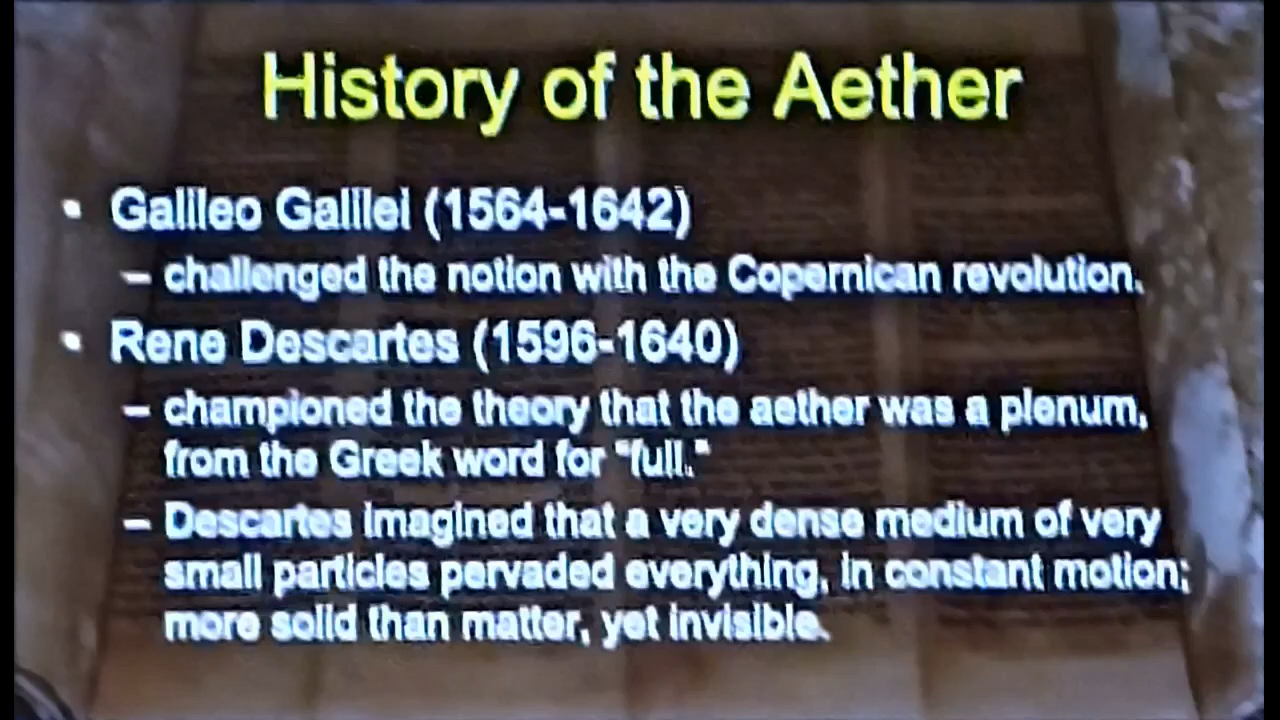 History of the Aether
• Galileo Galilei (1564-1642)
– challenged the notion with the Copernican revolution.
• Rene Descartes (1596-1640)
– championed the theory that the aether was a plenum,
from the Greek word for "full."
– Descartes imagined that a very dense medium of very
small particles pervaded everything, in constant motion;
more solid than matter, yet invisible.